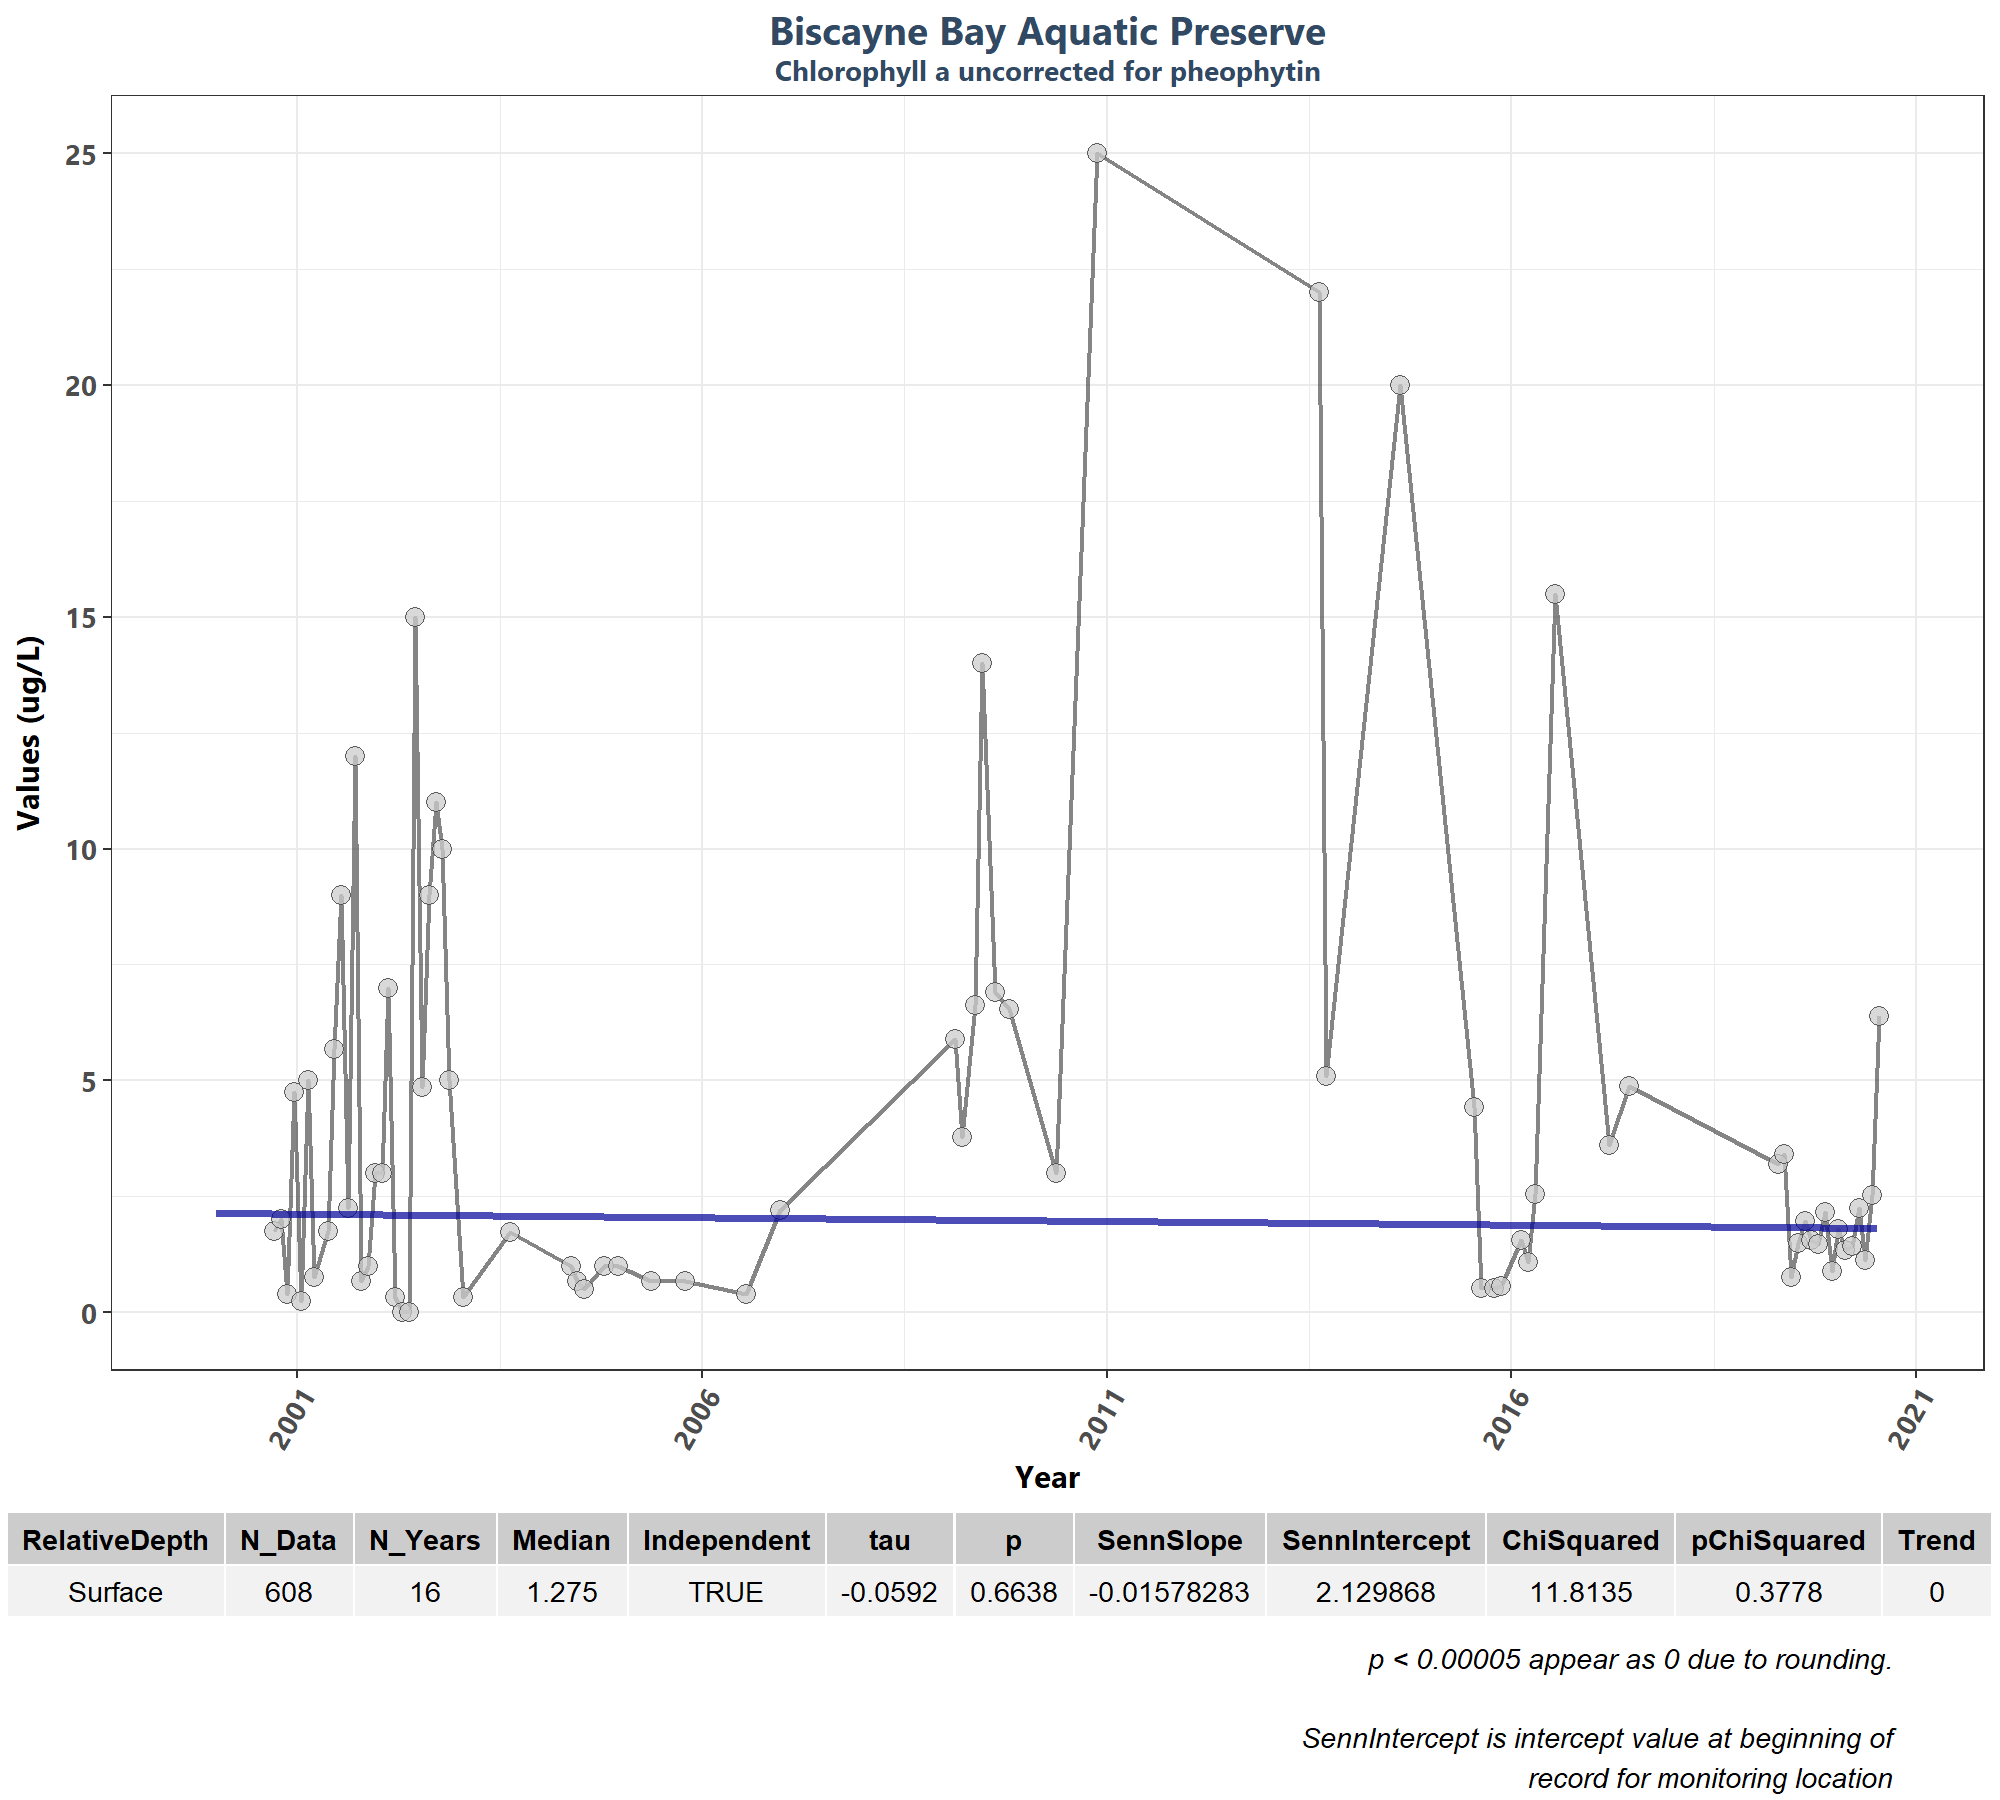 Biscayne Bay Aquatic Preserve
Chlorophyll a uncorrected for pheophytin
25
20
15
10
5
0
Values (ug/L)
2001 2006 2011 2016 2021
Year
RelativeDepth N_Data N_Years Median Independent tau p SennSlope SennIntercept ChiSquared pChiSquared Trend
Surface 608 16 1.275 TRUE -0.0592 0.6638 -0.01578283 2.129868 11.8135 0.3778 0
p < 0.00005 appear as 0 due to rounding.
SennIntercept is intercept value at beginning of
record for monitoring location